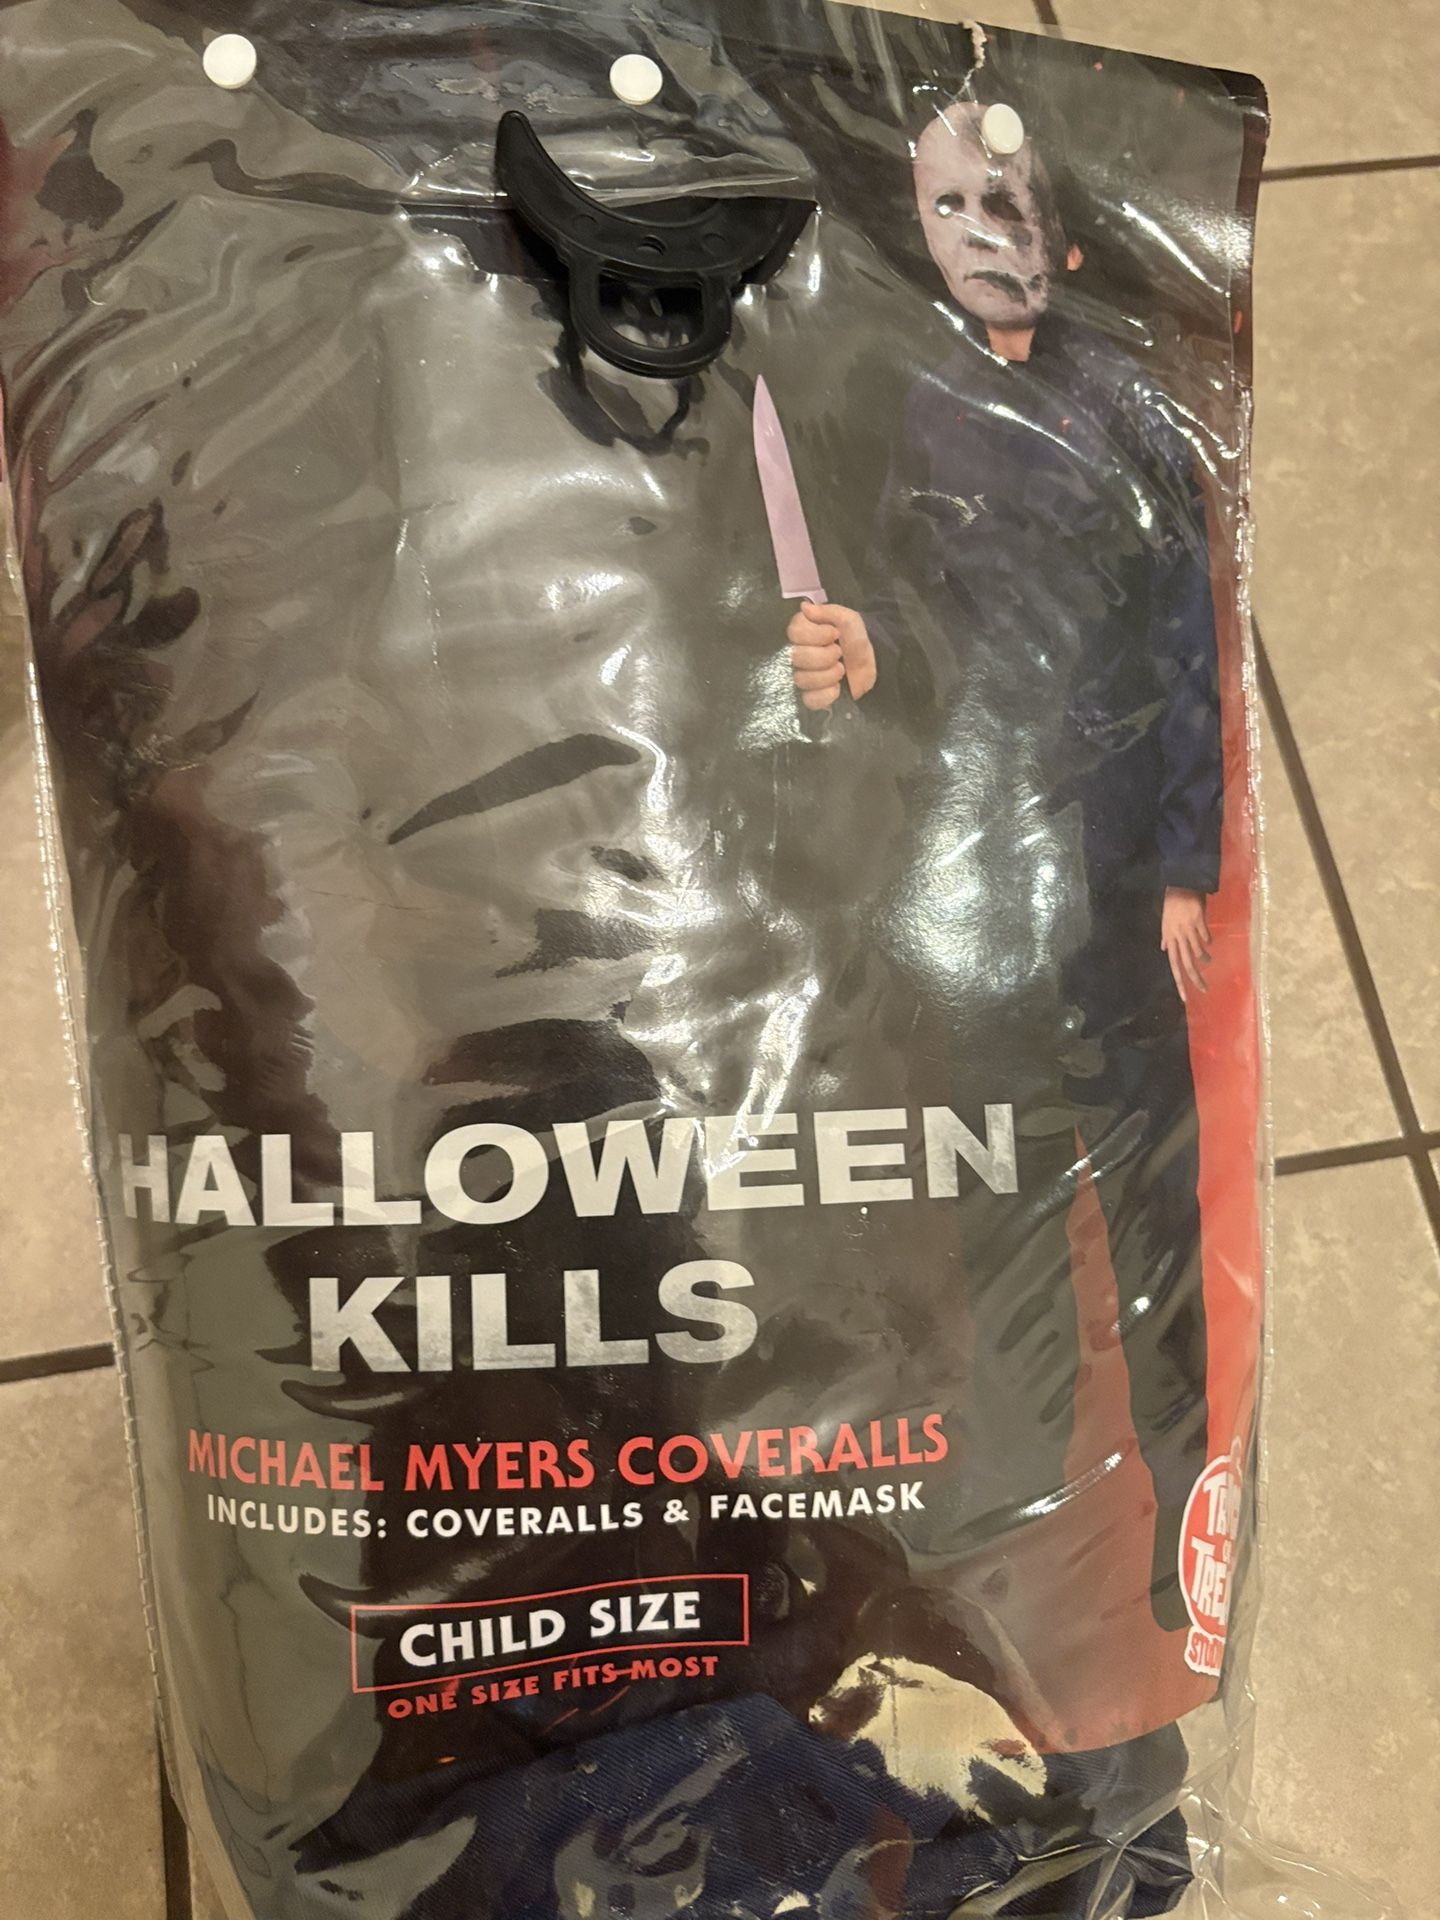 HALLOWEEN
KILLS
MICHAEL MYERS COVERALLS
INCLUDES: COVERALLS & FACEMASK
CHILD SIZE
ONE SIZE FITS MOST